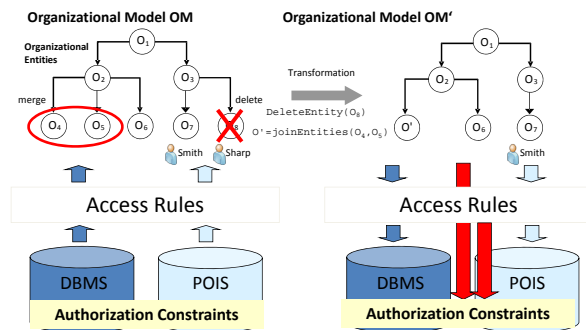 Organizational Model OM
Organizational Model OM‘
Organizational
Entities
O1
O1
O2
O3
Transformation
O2
O3
merge
delete
DeleteEntity(O8)
O4
O5
O6
O7
O8
O'=joinEntities(O4,O5)
O'
O6
O7
Smith
Sharp
Smith
Access Rules
Access Rules
DBMS
POIS
DBMS
POIS
Authorization Constraints
Authorization Constraints